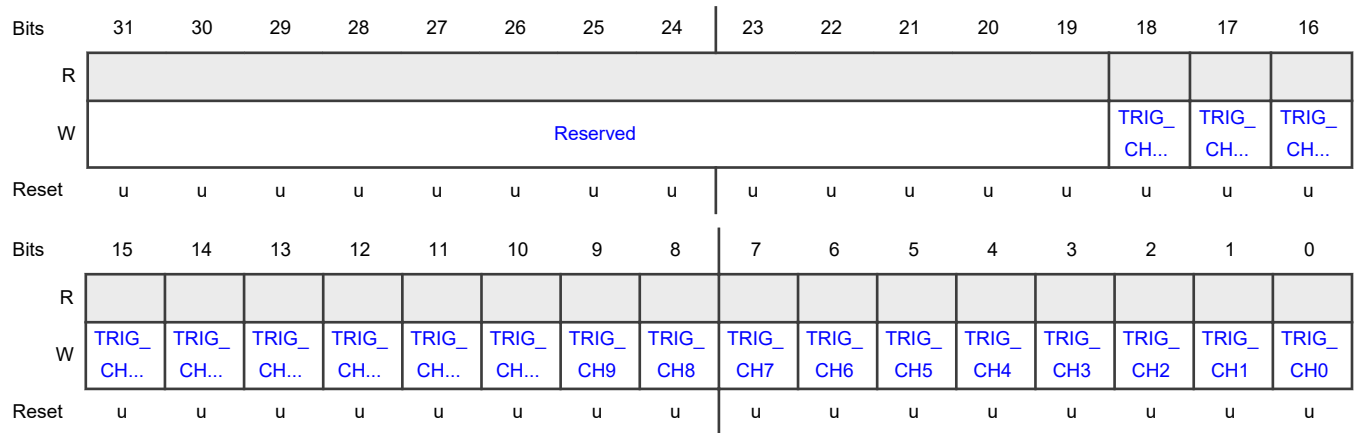 Bits 31 30 29 28 27 26 25 24 23 22 21 20 19 18 17 16
R
W Reserved TRIG_ CH... TRIG_ CH... TRIG_ CH...
Reset u u u u u u u u u u u u u u u u
Bits 15 14 13 12 11 10 9 8 7 6 5 4 3 2 1 0
R
W TRIG_ CH... TRIG_ CH... TRIG_ CH... TRIG_ CH... TRIG_ CH... TRIG_ CH... TRIG_ CH9 TRIG_ CH8 TRIG_ CH7 TRIG_ CH6 TRIG_ CH5 TRIG_ CH4 TRIG_ CH3 TRIG_ CH2 TRIG_ CH1 TRIG_ CH0
Reset u u u u u u u u u u u u u u u u